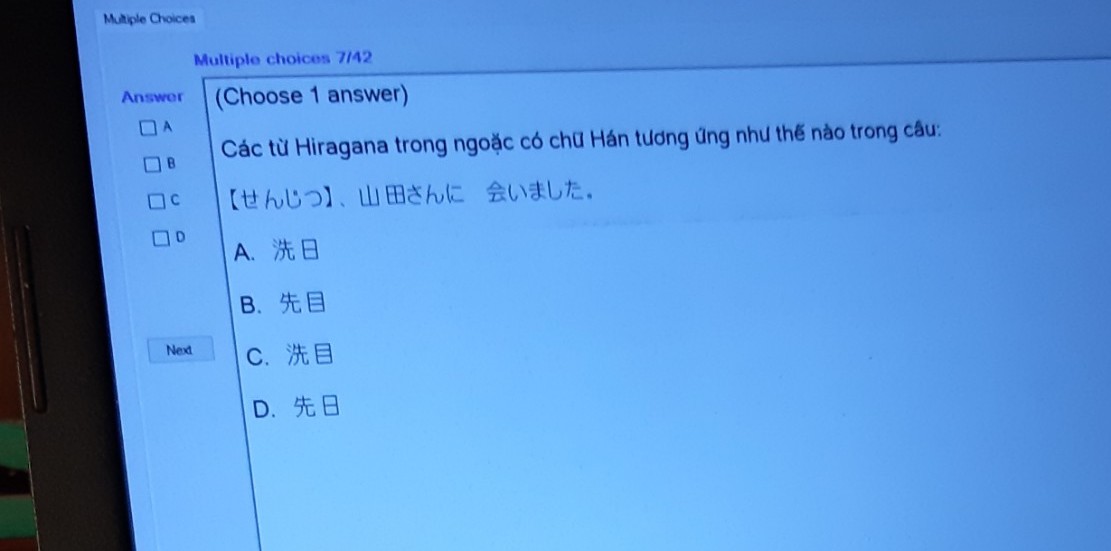 Multiple Choices
Multiple choices 7/42
Answer
A
B
C
D
Next
(Choose 1 answer)
Các từ Hiragana trong ngoặc có chữ Hán tương ứng như thế nào trong câu:
【せんじつ】、山田さんに 会いました。
A. 洗日
B. 先目
C. 洗目
D. 先日